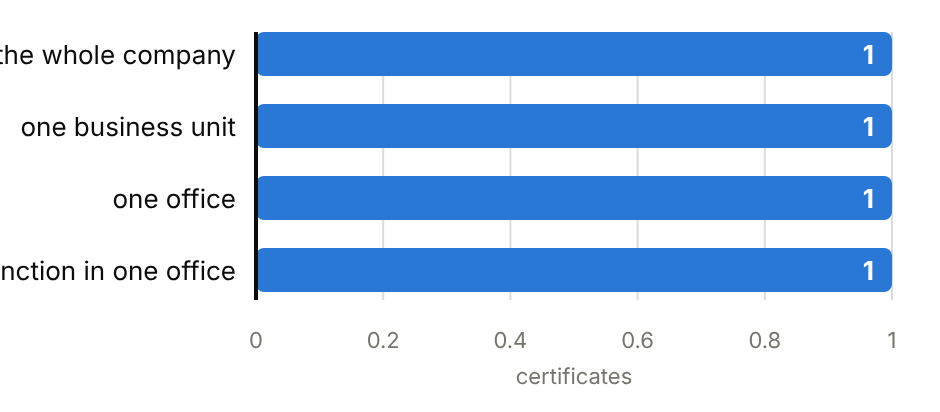 the whole company 1
one business unit 1
one office 1
in one office 1
0 0.2 0.4 0.6 0.8 1
certificates